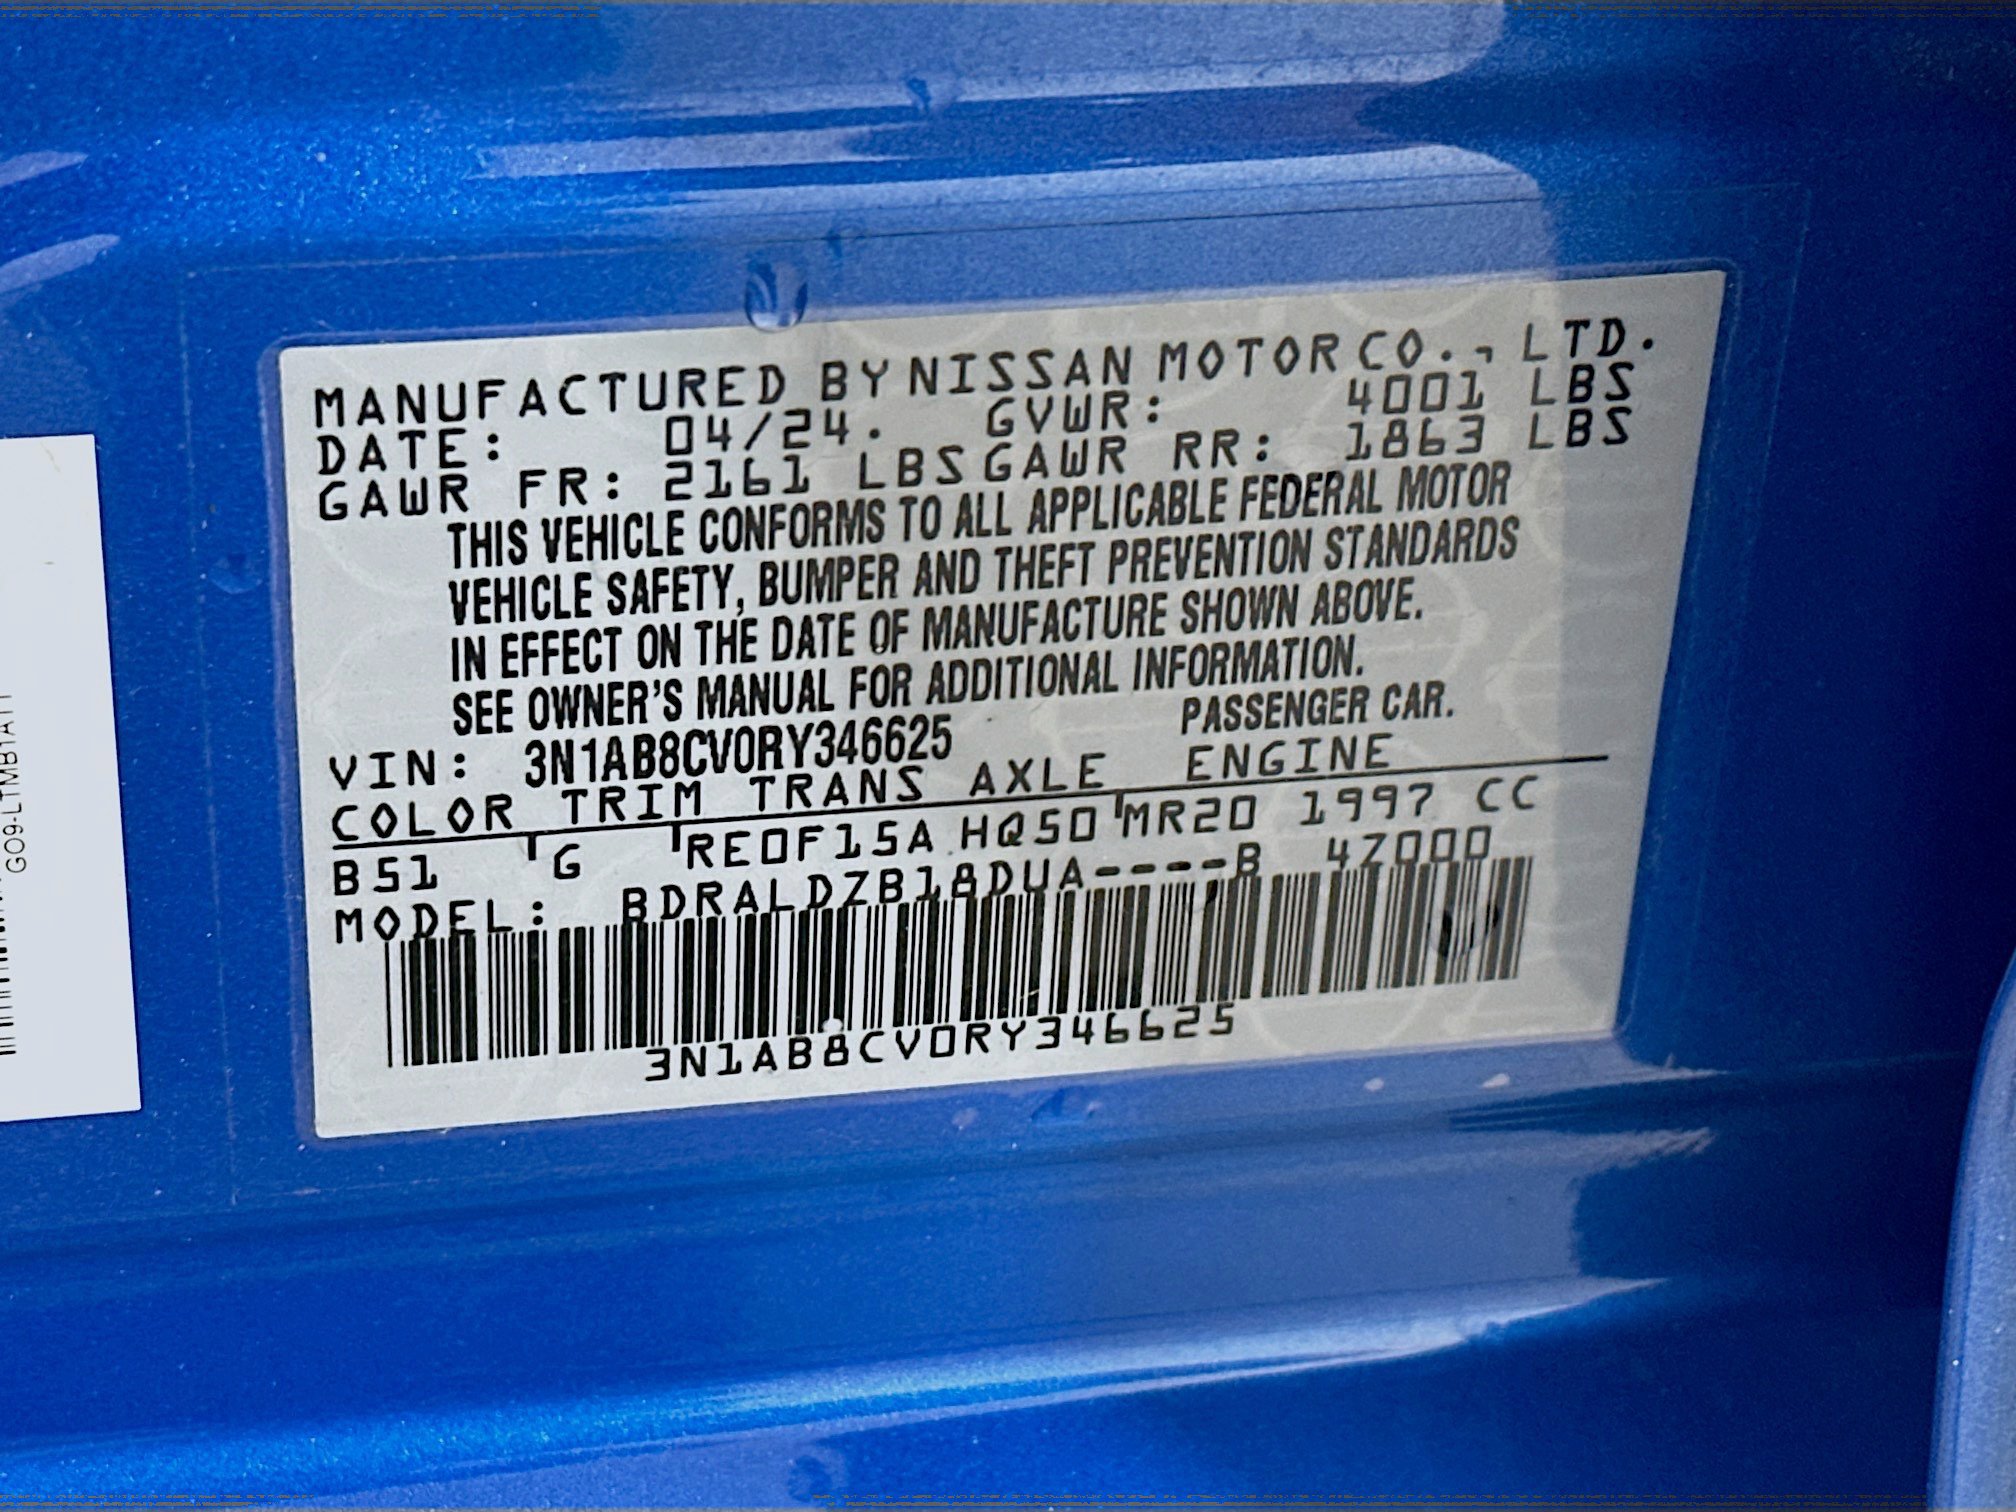 MANUFACTURED BY NISSAN MOTOR CO., LTD.
DATE: 04/24. GVWR: 4001 LBS
GAWR FR: 2161 LBS GAWR RR: 1863 LBS
THIS VEHICLE CONFORMS TO ALL APPLICABLE FEDERAL MOTOR
VEHICLE SAFETY, BUMPER AND THEFT PREVENTION STANDARDS
IN EFFECT ON THE DATE OF MANUFACTURE SHOWN ABOVE.
SEE OWNER'S MANUAL FOR ADDITIONAL INFORMATION.
VIN: 3N1AB8CV0RY346625 PASSENGER CAR.
COLOR TRIM TRANS AXLE ENGINE
B51 G RE0F15A HQ50 MR20 1997 CC
MODEL: BDRALDZB18DUA----B 4Z000
3N1AB8CV0RY346625